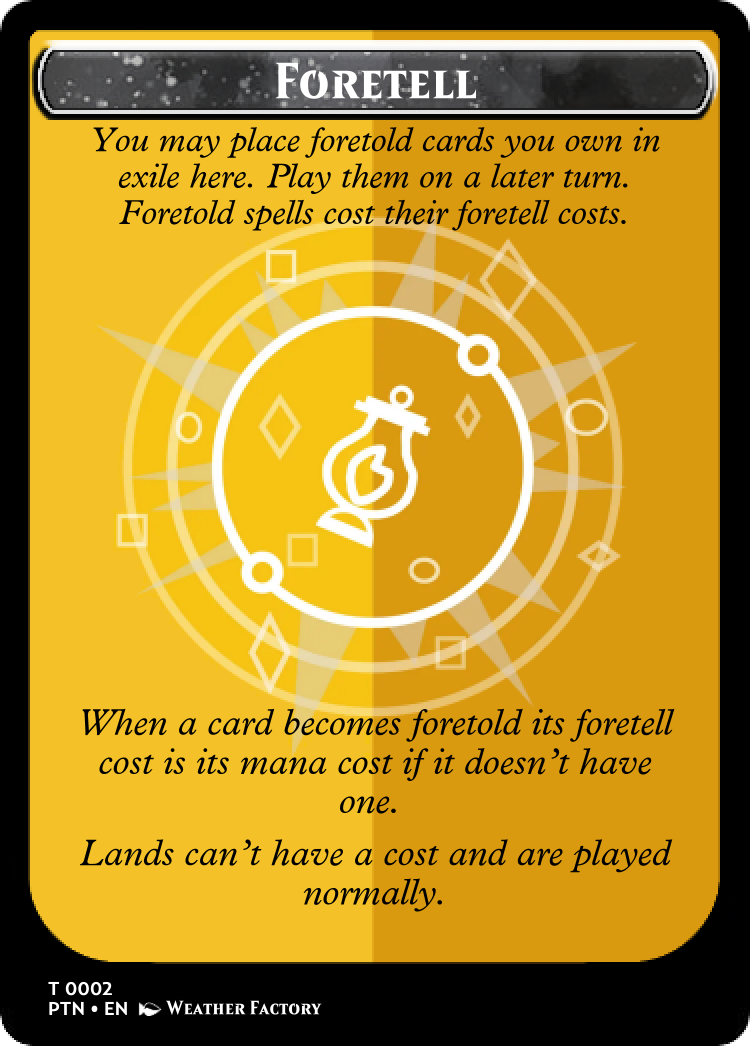 Foretell
You may place foretold cards you own in
exile here. Play them on a later turn.
Foretold spells cost their foretell costs.
When a card becomes foretold its foretell
cost is its mana cost if it doesn't have
one.
Lands can't have a cost and are played
normally.
T 0002
PTN • EN Weather Factory